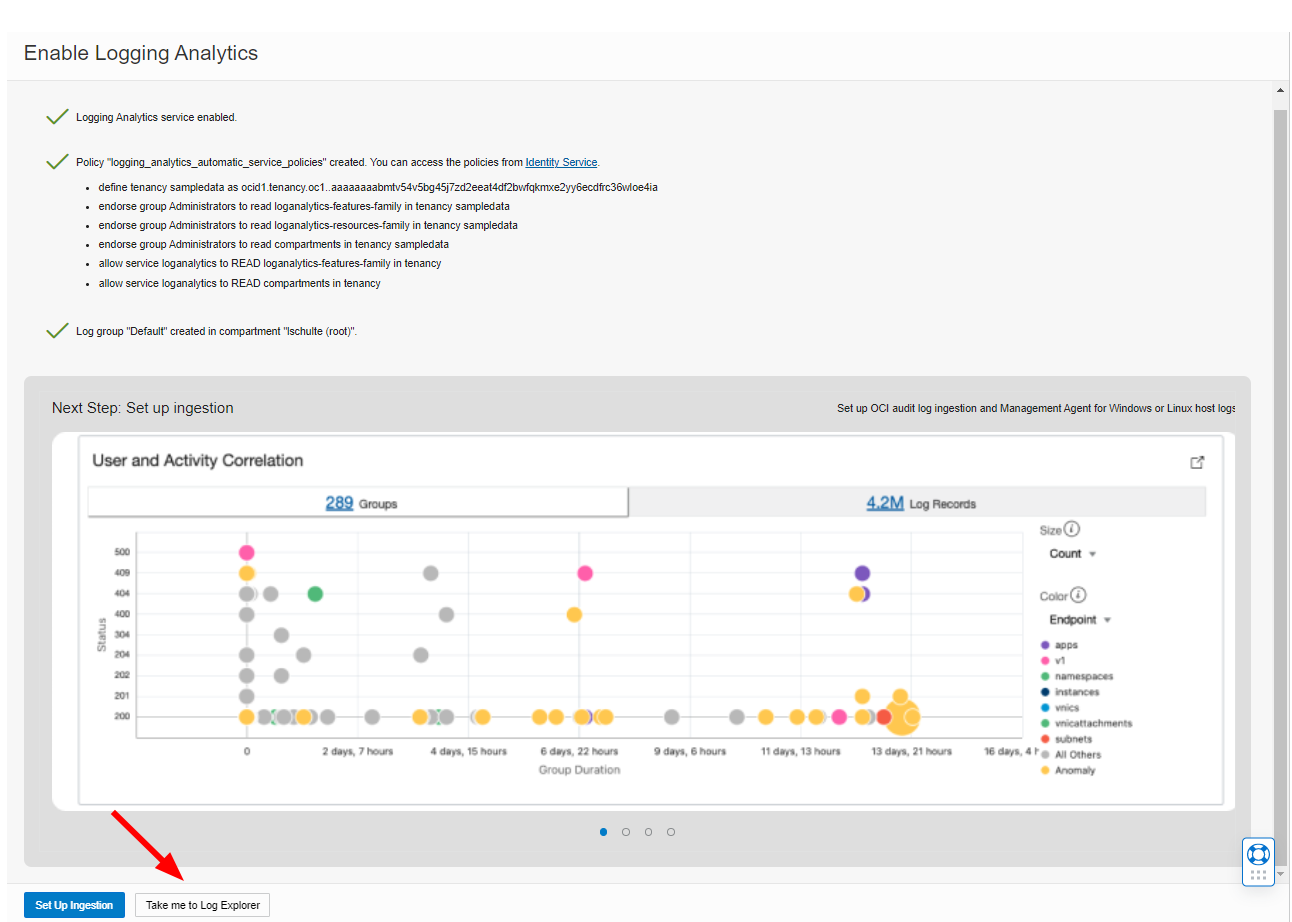 Enable Logging Analytics
Logging Analytics service enabled.
Policy "logging_analytics_automatic_service_policies" created. You can access the policies from Identity Service.
define tenancy sampledata as ocid1.tenancy.oc1..aaaaaaaabmtv54v5bg45j7zd2eeat4df2bwfqkmxe2yy6ecdfrc36wloe4ia
endorse group Administrators to read loganalytics-features-family in tenancy sampledata
endorse group Administrators to read loganalytics-resources-family in tenancy sampledata
endorse group Administrators to read compartments in tenancy sampledata
allow service loganalytics to READ loganalytics-features-family in tenancy
allow service loganalytics to READ compartments in tenancy
Log group "Default" created in compartment "lschulte (root)".
Next Step: Set up ingestion
Set up OCI audit log ingestion and Management Agent for Windows or Linux host logs
User and Activity Correlation
289 Groups
4.2M Log Records
Size
Count
Color
Endpoint
apps
v1
namespaces
instances
vnics
vnicattachments
subnets
All Others
Anomaly
Status
500
409
404
400
304
204
202
201
200
0
2 days, 7 hours
4 days, 15 hours
6 days, 22 hours
9 days, 6 hours
11 days, 13 hours
13 days, 21 hours
16 days, 4 h
Group Duration
Set Up Ingestion
Take me to Log Explorer